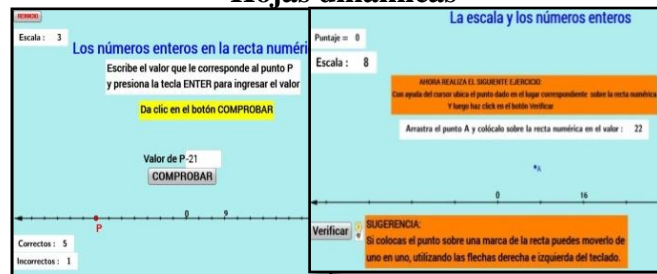 Hojas dinámicas
REINICIO
Escala : 3
Los números enteros en la recta numéri
Escribe el valor que le corresponde al punto P
y presiona la tecla ENTER para ingresar el valor
Da clic en el botón COMPROBAR
Valor de P -21
COMPROBAR
0 9
P
Correctos : 5
Incorrectos : 1
La escala y los números enteros
Puntaje = 0
Escala : 8
AHORA REALIZA EL SIGUIENTE EJERCICIO:
Con ayuda del cursor ubica el punto dado en el lugar correspondiente sobre la recta numérica
Y luego haz click en el botón Verificar
Arrastra el punto A y colócalo sobre la recta numérica en el valor : 22
A
0 16
Verificar
SUGERENCIA:
Si colocas el punto sobre una marca de la recta puedes moverlo de
uno en uno, utilizando las flechas derecha e izquierda del teclado.